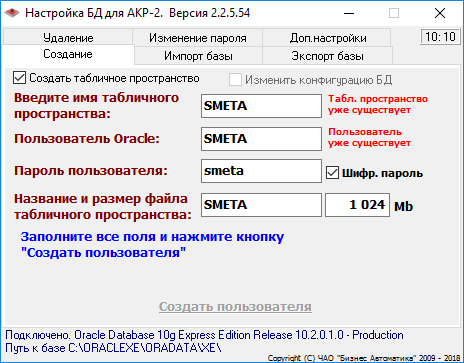 Настройка БД для АКР-2. Версия 2.2.5.54
Удаление
Изменение пароля
Доп.настройки
10:10
Создание
Импорт базы
Экспорт базы
Создать табличное пространство
Изменить конфигурацию БД
Введите имя табличного
пространства:
SMETA
Табл. пространство
уже существует
Пользователь Oracle:
SMETA
Пользователь
уже существует
Пароль пользователя:
smeta
Шифр. пароль
Название и размер файла
табличного пространства:
SMETA
1 024
Mb
Заполните все поля и нажмите кнопку
"Создать пользователя"
Создать пользователя
Подключено. Oracle Database 10g Express Edition Release 10.2.0.1.0 - Production
Путь к базе C:\ORACLEXE\ORADATA\XE\
Copyright (C) ЧАО "Бизнес Автоматика" 2009 - 2018